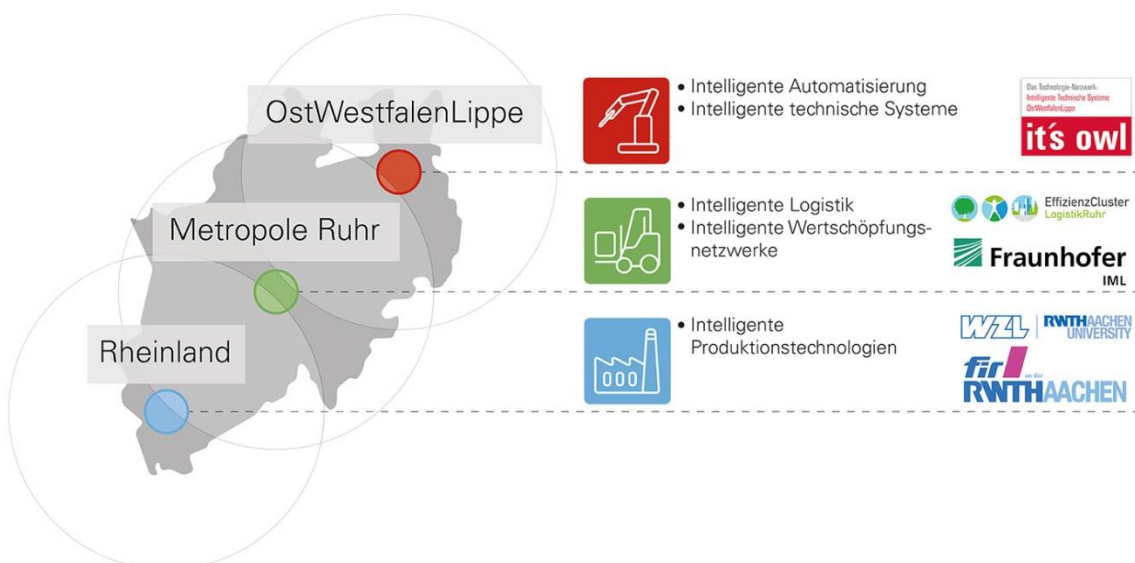 OstWestfalenLippe
Metropole Ruhr
Rheinland
• Intelligente Automatisierung
• Intelligente technische Systeme
Das Technologie-Netzwerk:
Intelligente Technische Systeme
OstWestfalenLippe
it´s owl
• Intelligente Logistik
• Intelligente Wertschöpfungs-
netzwerke
EffizienzCluster
LogistikRuhr
Fraunhofer
IML
• Intelligente
Produktionstechnologien
WZL | RWTHAACHEN
UNIVERSITY
fir an der
RWTHAACHEN